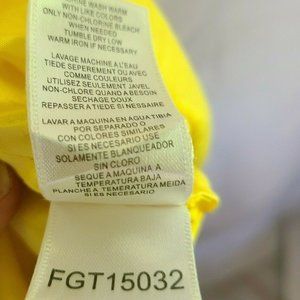 MACHINE WASH WARM
WITH LIKE COLORS
ONLY NON-CHLORINE BLEACH
WHEN NEEDED
TUMBLE DRY LOW
WARM IRON IF NECESSARY
LAVAGE MACHINE A L'EAU
TIEDE SEPEREMENT OU AVEC
COMME COULEURS
UTILISEZ SEULEMENT JAVEL
NON-CHLORE QUAND A BESOIN
SECHAGE DOUX
REPASSER A TIEDE SI NESSAIRE
LAVAR A MAQUINA EN AGUA TIBIA
POR SEPARADO O
CON COLORES SIMILARES
SI ES NECESARIO USE
SOLAMENTE BLANQUEADOR
SIN CLORO
SEQUE A MAQUINA A
TEMPERATURA BAJA
PLANCHE A TEMERATURA MEIDA
SI ES NECESARIO
FGT15032